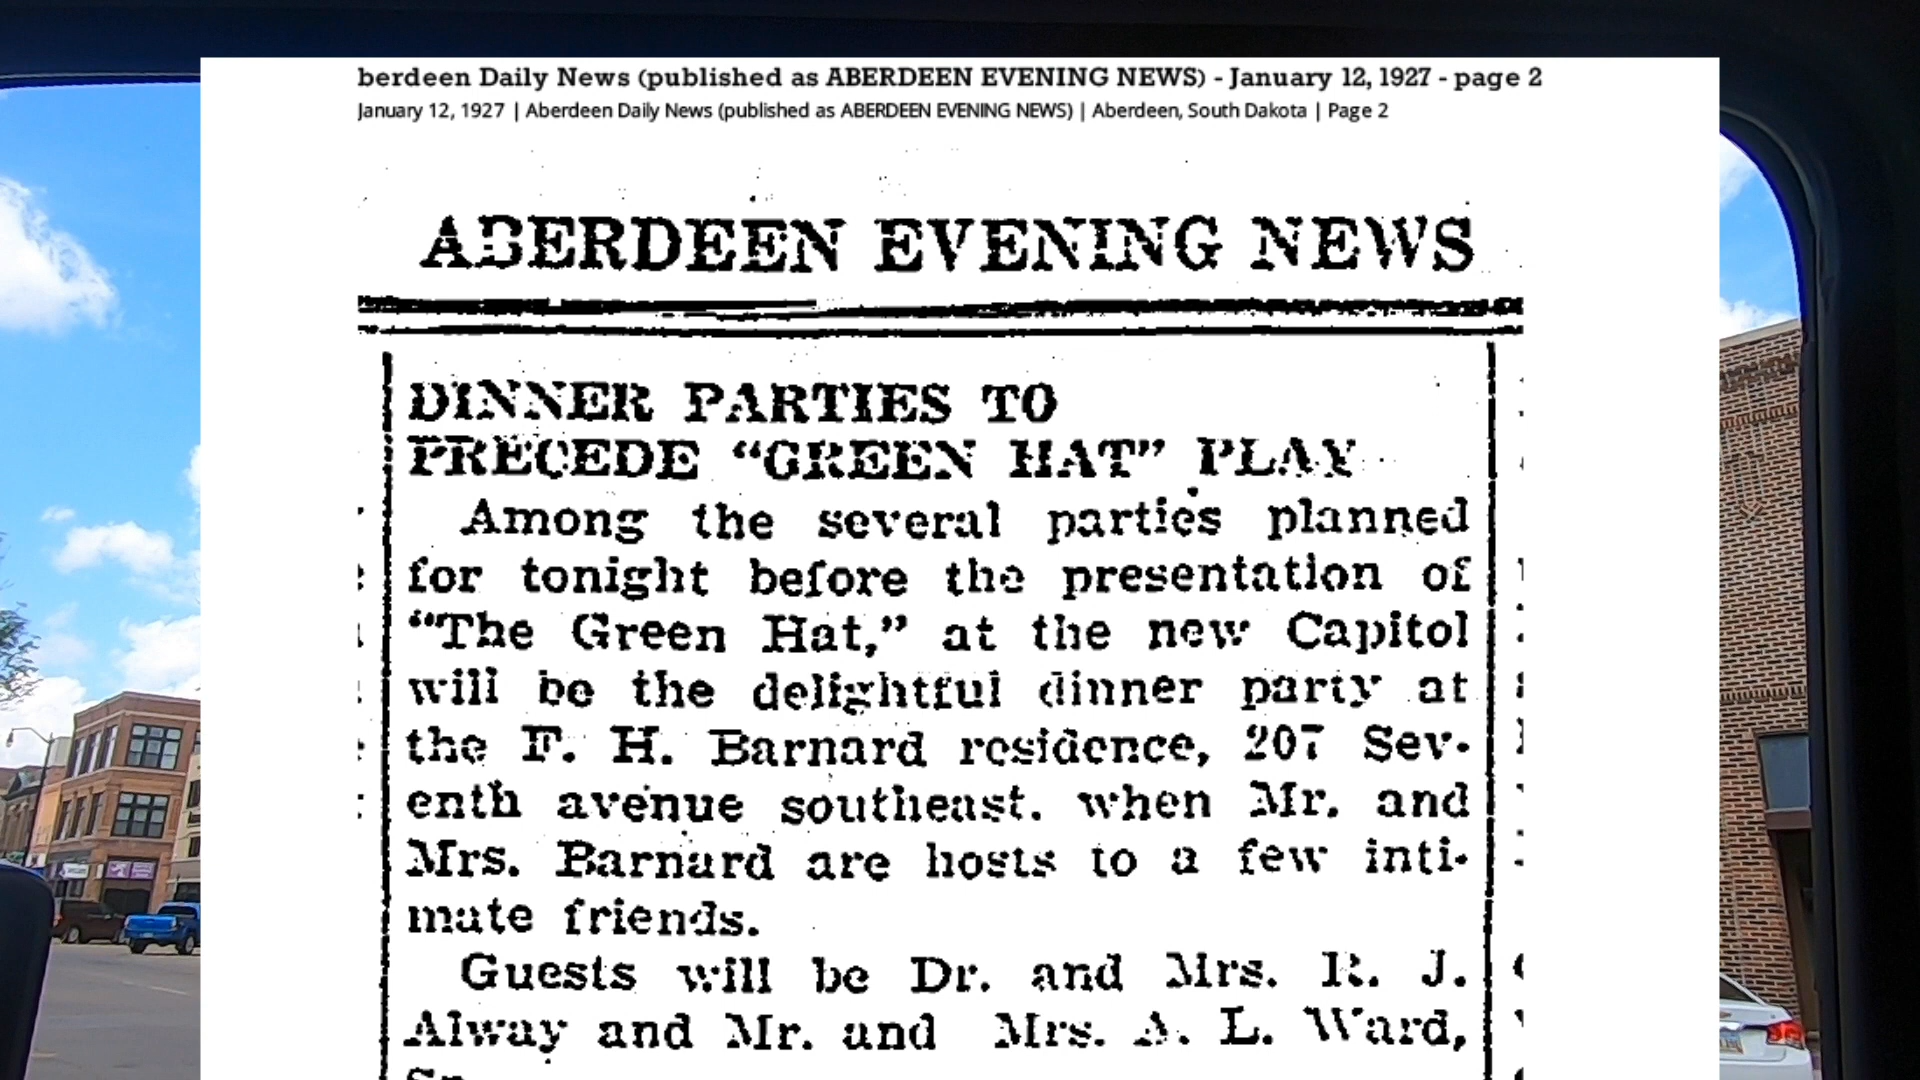 berdeen Daily News (published as ABERDEEN EVENING NEWS) - January 12, 1927 - page 2
January 12, 1927 | Aberdeen Daily News (published as ABERDEEN EVENING NEWS) | Aberdeen, South Dakota | Page 2
ABERDEEN EVENING NEWS
DINNER PARTIES TO
PRECEDE “GREEN HAT” PLAY
Among the several parties planned
for tonight before the presentation of
“The Green Hat,” at the new Capitol
will be the delightful dinner party at
the F. H. Barnard residence, 207 Sev-
enth avenue southeast. when Mr. and
Mrs. Barnard are hosts to a few inti-
mate friends.
Guests will be Dr. and Mrs. R. J.
Alway and Mr. and Mrs. A. L. Ward,